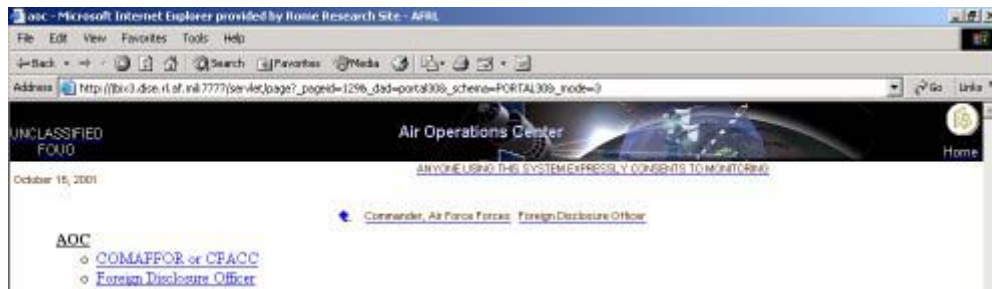 aoc - Microsoft Internet Explorer provided by Rome Research Site - AFRL
File Edit View Favorites Tools Help
Back Search Favorites Media
Address http://jbix3.dise.rl.af.mil:7777/servlet/page?_pageid=129&_dad=portal30&_schema=PORTAL30&_mode=3 Go Links
UNCLASSIFIED
FOUO
Air Operations Center
Home
ANYONE USING THIS SYSTEM EXPRESSLY CONSENTS TO MONITORING
October 15, 2001
Commander, Air Force Forces Foreign Disclosure Officer
AOC
COMAFFOR or CFACC
Foreign Disclosure Officer